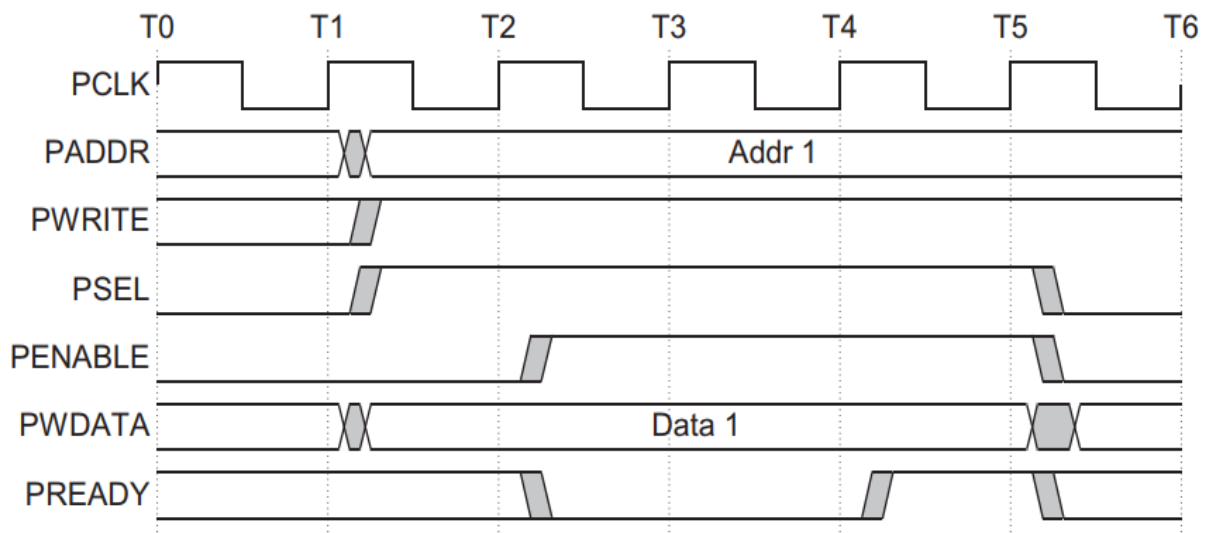 T0 T1 T2 T3 T4 T5 T6
PCLK
PADDR Addr 1
PWRITE
PSEL
PENABLE
PWDATA Data 1
PREADY